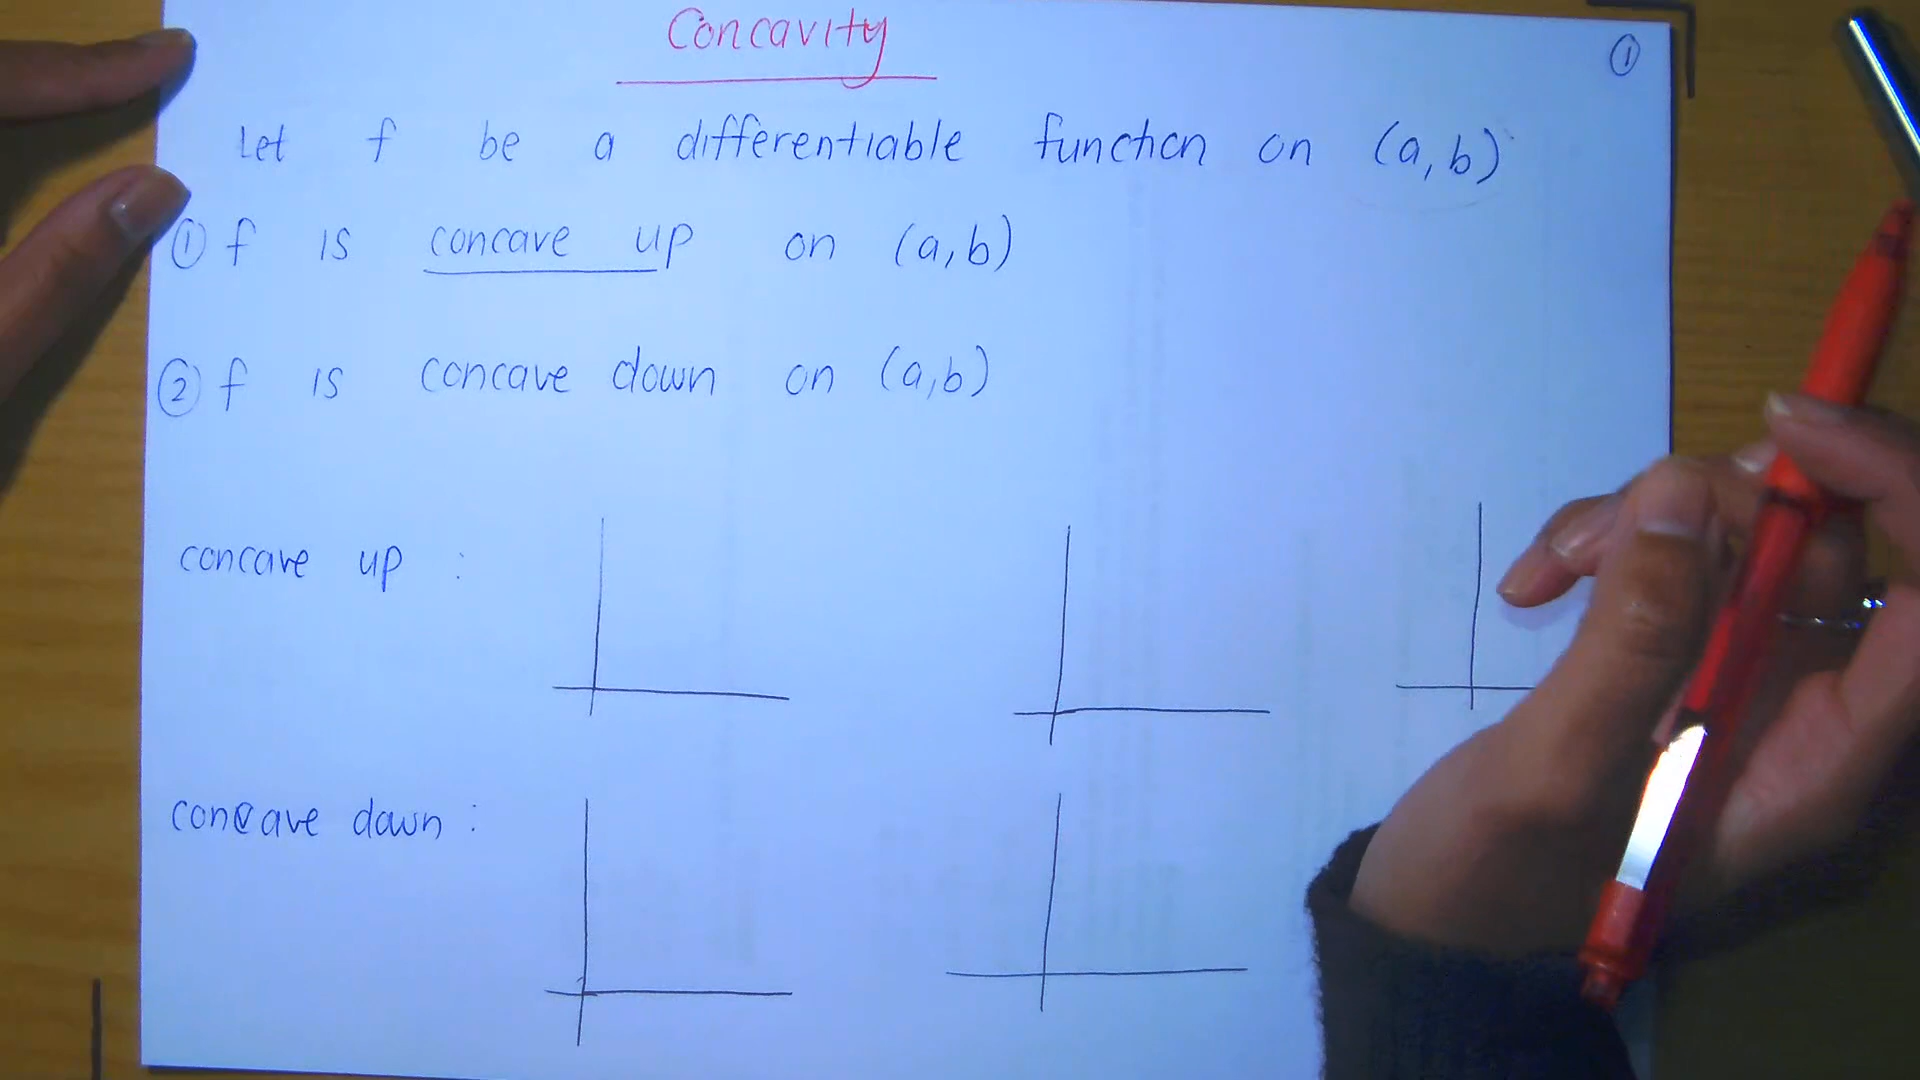 Concavity
①
Let f be a differentiable function on (a,b)
① f is concave up on (a,b)
② f is concave down on (a,b)
concave up :
concave down :